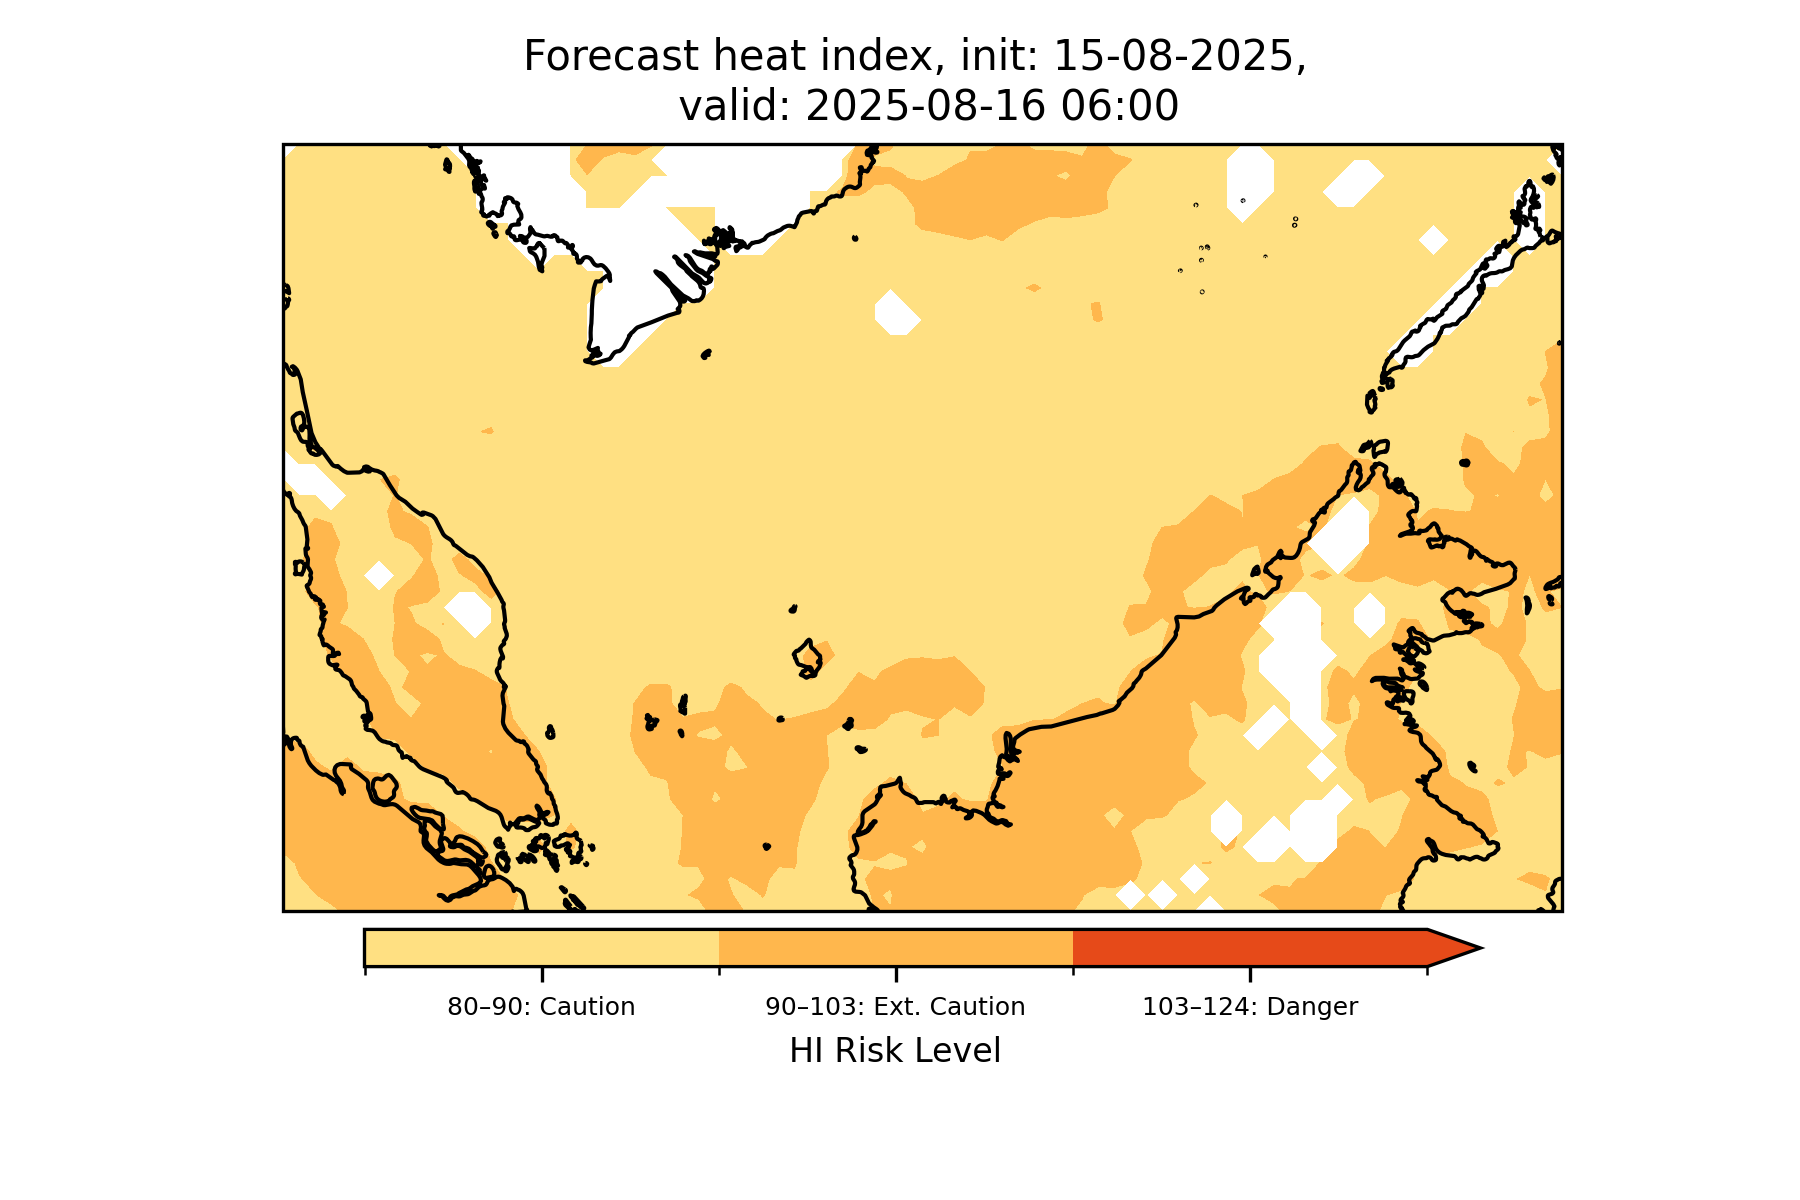 Forecast heat index, init: 15-08-2025,
valid: 2025-08-16 06:00
80–90: Caution
90–103: Ext. Caution
103–124: Danger
HI Risk Level